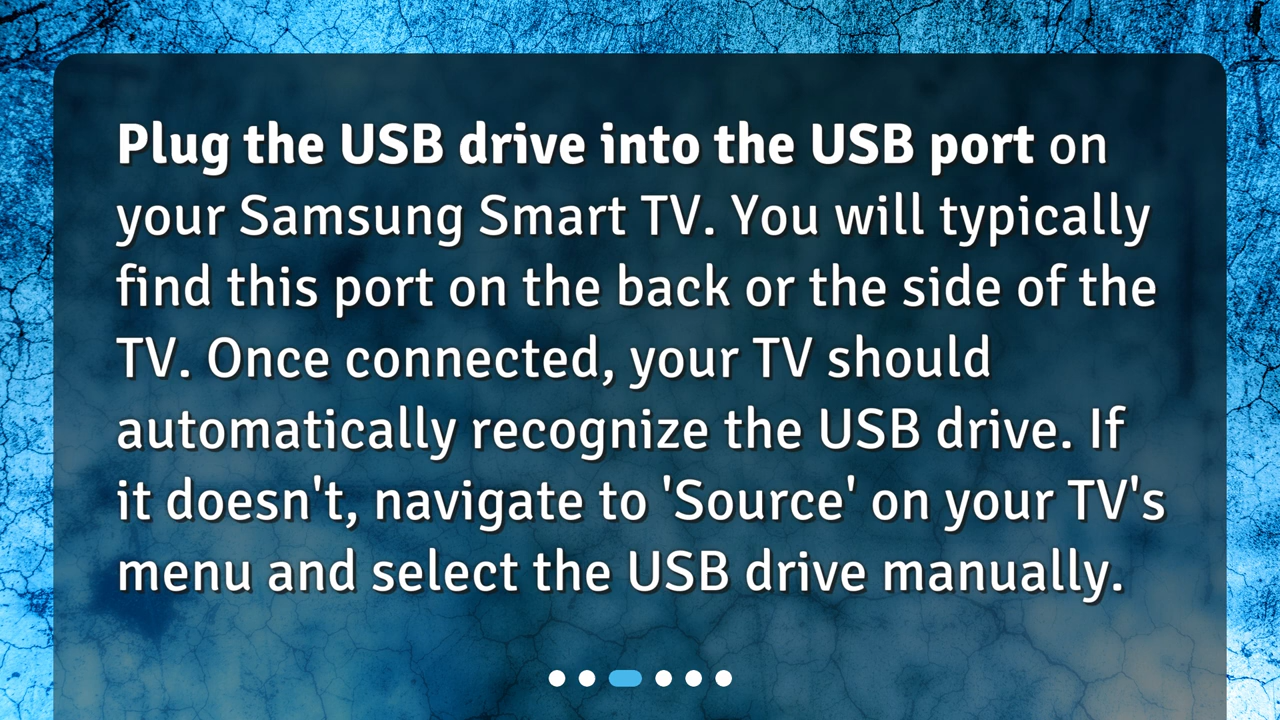 Plug the USB drive into the USB port on
your Samsung Smart TV. You will typically
find this port on the back or the side of the
TV. Once connected, your TV should
automatically recognize the USB drive. If
it doesn't, navigate to 'Source' on your TV's
menu and select the USB drive manually.